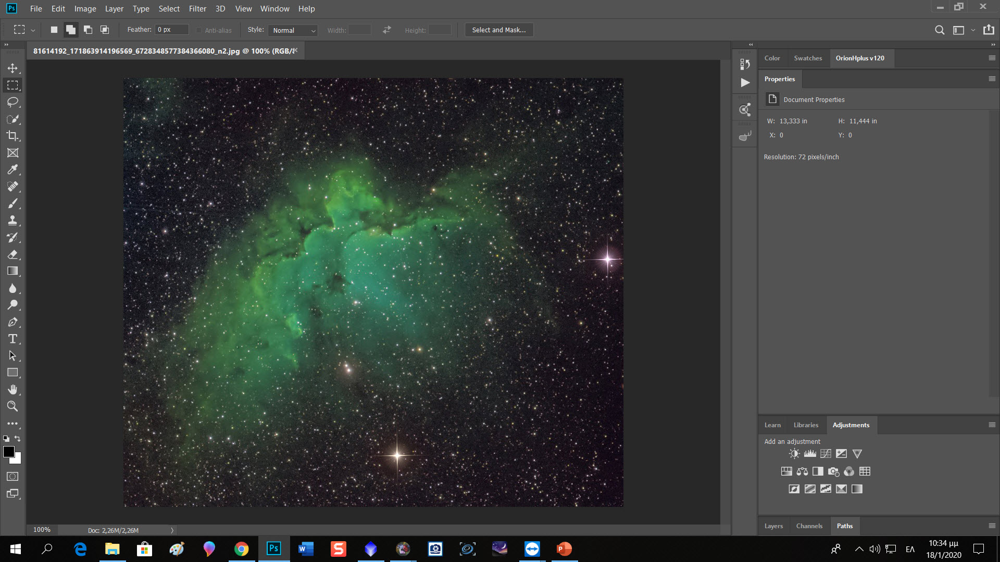 Ps File Edit Image Layer Type Select Filter 3D View Window Help
Feather: 0 px Anti-alias Style: Normal Width: Height: Select and Mask...
81614192_171863914196569_6728348577384366080_n2.jpg @ 100% (RGB/
Color Swatches OrionHplus v120
Properties
Document Properties
W: 13,333 in H: 11,444 in
X: 0 Y: 0
Resolution: 72 pixels/inch
Learn Libraries Adjustments
Add an adjustment
Layers Channels Paths
100% Doc: 2,26M/2,26M
Ps W S P ΕΛ
10:34 μμ
18/1/2020